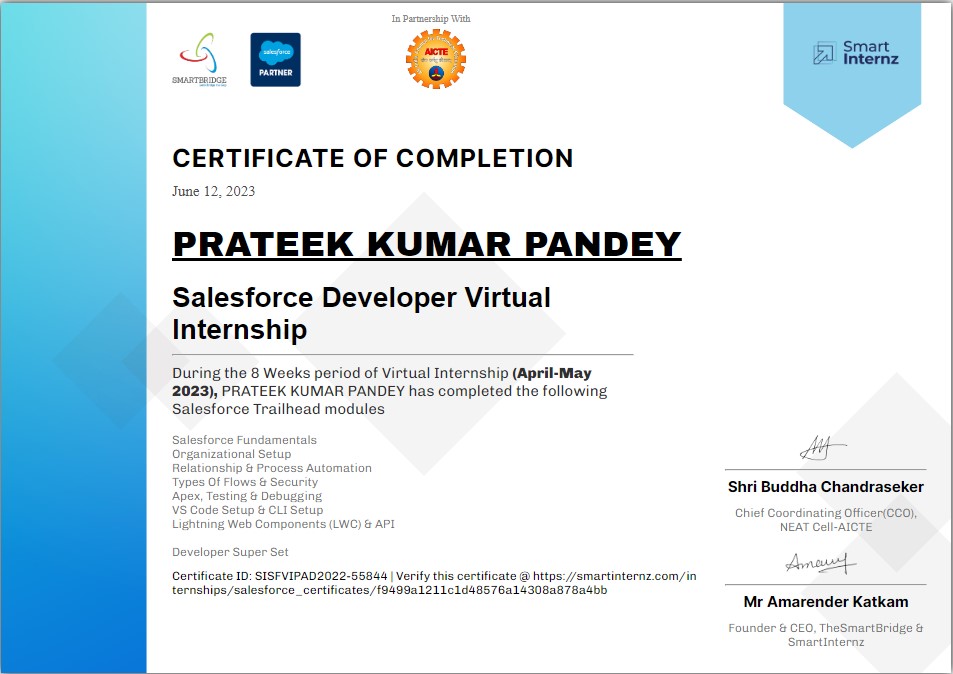 In Partnership With
SMARTBRIDGE
salesforce
PARTNER
AICTE
Smart
Internz
CERTIFICATE OF COMPLETION
June 12, 2023
PRATEEK KUMAR PANDEY
Salesforce Developer Virtual
Internship
During the 8 Weeks period of Virtual Internship (April-May
2023), PRATEEK KUMAR PANDEY has completed the following
Salesforce Trailhead modules
Salesforce Fundamentals
Organizational Setup
Relationship & Process Automation
Types Of Flows & Security
Apex, Testing & Debugging
VS Code Setup & CLI Setup
Lightning Web Components (LWC) & API
Developer Super Set
Certificate ID: SISFVIPAD2022-55844 | Verify this certificate @ https://smartinternz.com/in
ternships/salesforce_certificates/f9499a1211c1d48576a14308a878a4bb
Shri Buddha Chandraseker
Chief Coordinating Officer(CCO),
NEAT Cell-AICTE
Mr Amarender Katkam
Founder & CEO, TheSmartBridge &
SmartInternz